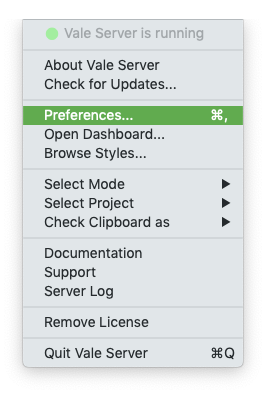 Vale Server is running
About Vale Server
Check for Updates...
Preferences... ⌘,
Open Dashboard...
Browse Styles...
Select Mode ▶
Select Project ▶
Check Clipboard as ▶
Documentation
Support
Server Log
Remove License
Quit Vale Server ⌘Q